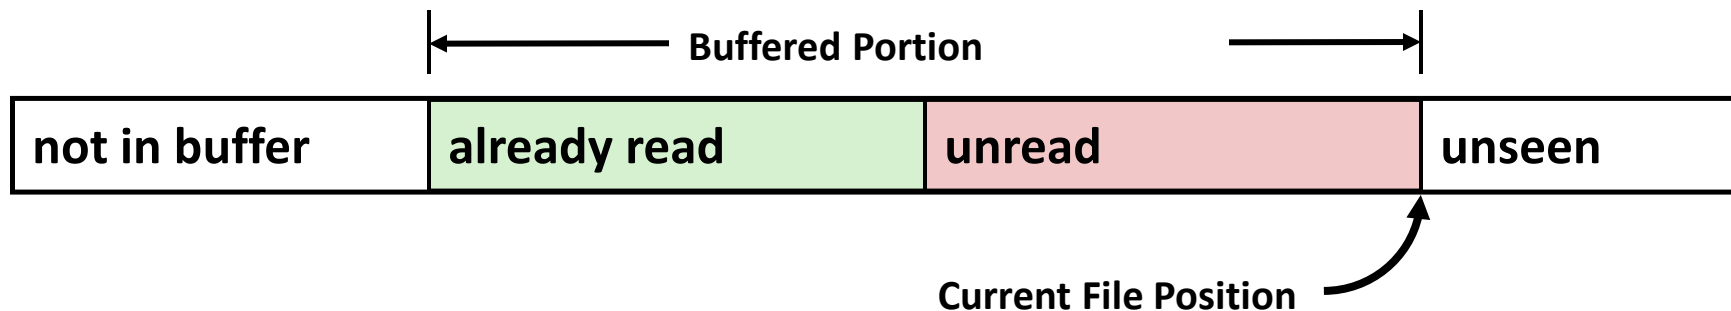 Buffered Portion
not in buffer
already read
unread
unseen
Current File Position